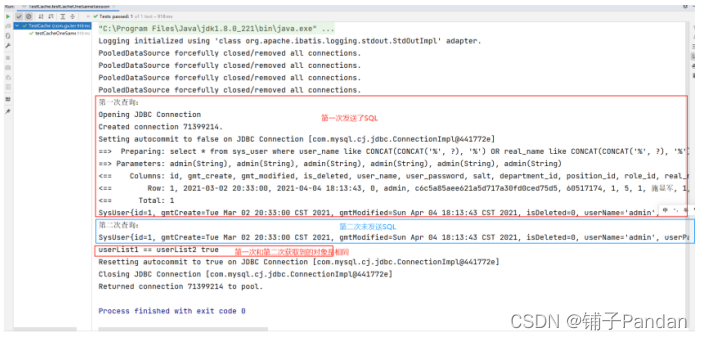 Run: TestCache.testCacheOneGameSession
Tests passed: 1 of 1 test – 918 ms
TestCache (com.gu.ter 918 ms
testCacheOneGame
"C:\Program Files\Java\jdk1.8.0_221\bin\java.exe" ...
Logging initialized using 'class org.apache.ibatis.logging.stdout.StdOutImpl' adapter.
PooledDataSource forcefully closed/removed all connections.
PooledDataSource forcefully closed/removed all connections.
PooledDataSource forcefully closed/removed all connections.
PooledDataSource forcefully closed/removed all connections.
第一次查询:
Opening JDBC Connection
第一次发送了SQL
Created connection 71399214.
Setting autocommit to false on JDBC Connection [com.mysql.cj.jdbc.ConnectionImpl@441772e]
==>  Preparing: select * from sys_user where user_name like CONCAT(CONCAT('%', ?), '%') OR real_name like CONCAT(CONCAT('%', ?), '%')
==> Parameters: admin(String), admin(String), admin(String), admin(String), admin(String), admin(String)
<==    Columns: id, gmt_create, gmt_modified, is_deleted, user_name, user_password, salt, department_id, position_id, role_id, real_n
<==        Row: 1, 2021-03-02 20:33:00, 2021-04-04 18:13:43, 0, admin, c6c5a85aee621a5d717a30fd0ced75d5, 60517174, 1, 5, 1, 施易军, 1,
<==      Total: 1
SysUser{id=1, gmtCreate=Tue Mar 02 20:33:00 CST 2021, gmtModified=Sun Apr 04 18:13:43 CST 2021, isDeleted=0, userName='admin',
第二次查询:
第二次未发送SQL
SysUser{id=1, gmtCreate=Tue Mar 02 20:33:00 CST 2021, gmtModified=Sun Apr 04 18:13:43 CST 2021, isDeleted=0, userName='admin', userPa
userList1 == userList2 true
第一次和第二次获取到的对象是相同
Resetting autocommit to true on JDBC Connection [com.mysql.cj.jdbc.ConnectionImpl@441772e]
Closing JDBC Connection [com.mysql.cj.jdbc.ConnectionImpl@441772e]
Returned connection 71399214 to pool.
Process finished with exit code 0
CSDN @铺子Pandan